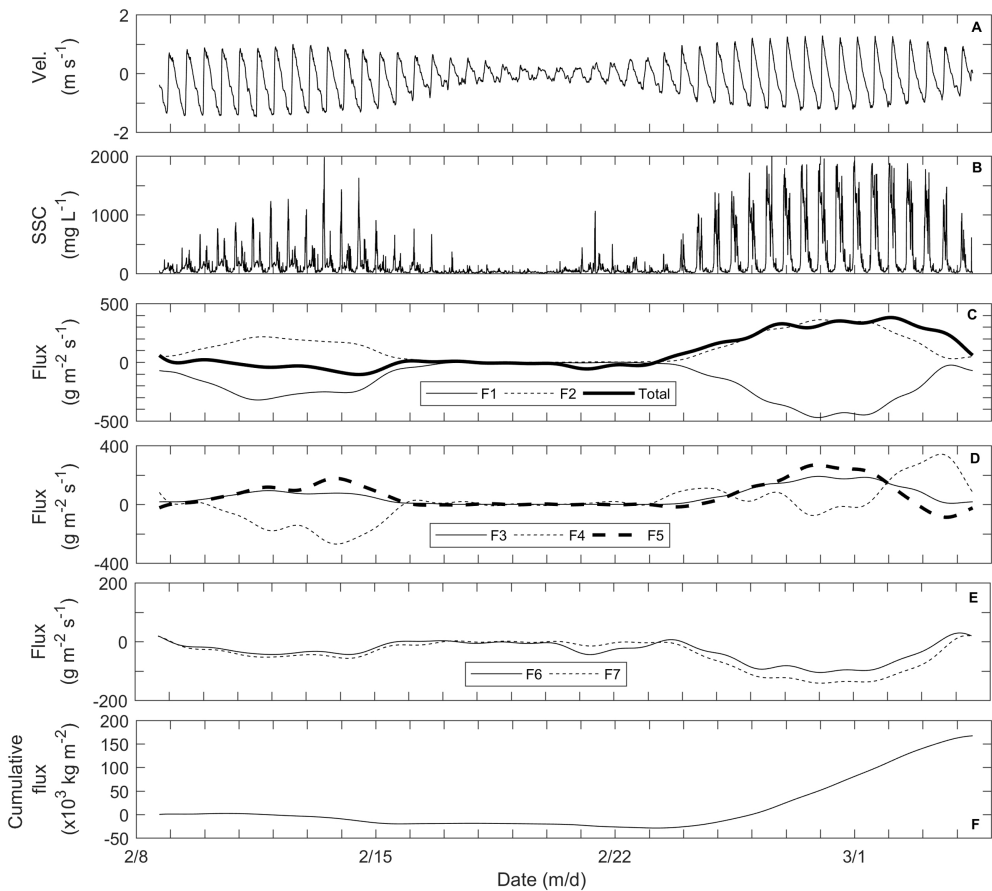 A
2
0
-2
Vel.
(m s-1)
B
2000
1000
0
SSC
(mg L-1)
C
500
0
-500
Flux
(g m-2 s-1)
F1 F2 Total
D
400
0
-400
Flux
(g m-2 s-1)
F3 F4 F5
E
200
0
-200
Flux
(g m-2 s-1)
F6 F7
200
150
100
50
0
-50
Cumulative
flux
(x103 kg m-2)
F
2/8 2/15 2/22 3/1
Date (m/d)